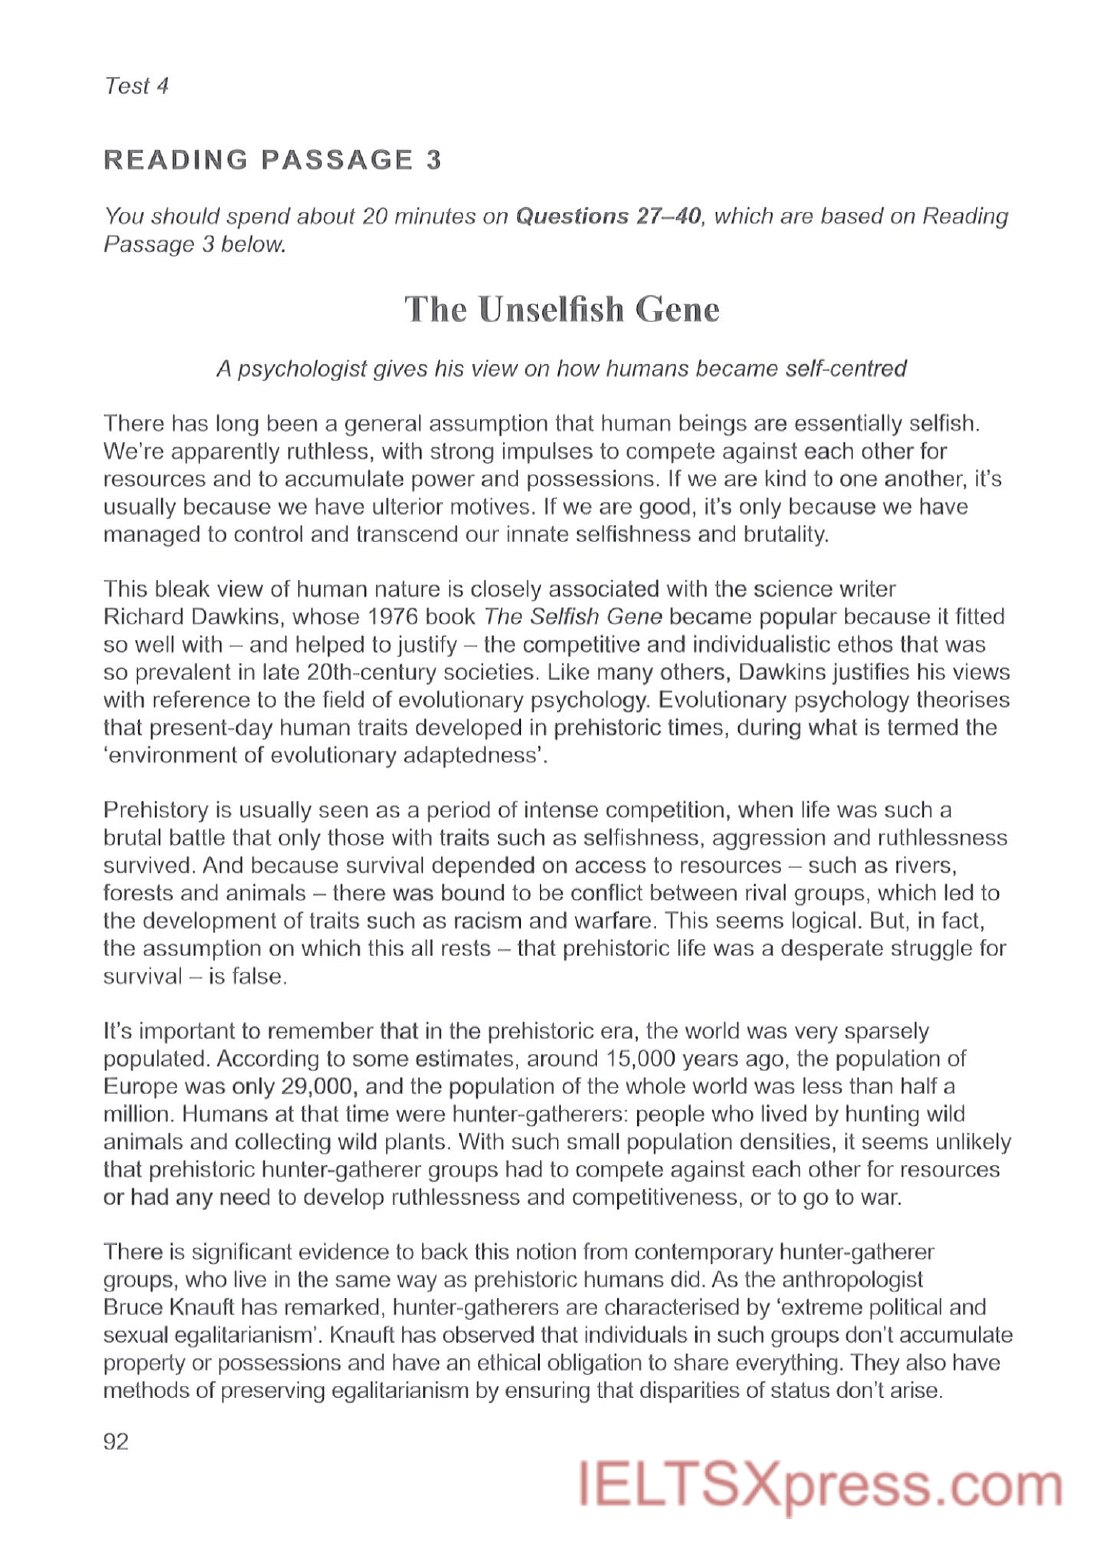 Test 4
READING PASSAGE 3
You should spend about 20 minutes on Questions 27–40, which are based on Reading
Passage 3 below.
The Unselfish Gene
A psychologist gives his view on how humans became self-centred
There has long been a general assumption that human beings are essentially selfish.
We're apparently ruthless, with strong impulses to compete against each other for
resources and to accumulate power and possessions. If we are kind to one another, it's
usually because we have ulterior motives. If we are good, it's only because we have
managed to control and transcend our innate selfishness and brutality.
This bleak view of human nature is closely associated with the science writer
Richard Dawkins, whose 1976 book The Selfish Gene became popular because it fitted
so well with – and helped to justify – the competitive and individualistic ethos that was
so prevalent in late 20th-century societies. Like many others, Dawkins justifies his views
with reference to the field of evolutionary psychology. Evolutionary psychology theorises
that present-day human traits developed in prehistoric times, during what is termed the
'environment of evolutionary adaptedness'.
Prehistory is usually seen as a period of intense competition, when life was such a
brutal battle that only those with traits such as selfishness, aggression and ruthlessness
survived. And because survival depended on access to resources – such as rivers,
forests and animals – there was bound to be conflict between rival groups, which led to
the development of traits such as racism and warfare. This seems logical. But, in fact,
the assumption on which this all rests – that prehistoric life was a desperate struggle for
survival – is false.
It's important to remember that in the prehistoric era, the world was very sparsely
populated. According to some estimates, around 15,000 years ago, the population of
Europe was only 29,000, and the population of the whole world was less than half a
million. Humans at that time were hunter-gatherers: people who lived by hunting wild
animals and collecting wild plants. With such small population densities, it seems unlikely
that prehistoric hunter-gatherer groups had to compete against each other for resources
or had any need to develop ruthlessness and competitiveness, or to go to war.
There is significant evidence to back this notion from contemporary hunter-gatherer
groups, who live in the same way as prehistoric humans did. As the anthropologist
Bruce Knauft has remarked, hunter-gatherers are characterised by 'extreme political and
sexual egalitarianism'. Knauft has observed that individuals in such groups don't accumulate
property or possessions and have an ethical obligation to share everything. They also have
methods of preserving egalitarianism by ensuring that disparities of status don't arise.
92
IELTSXpress.com